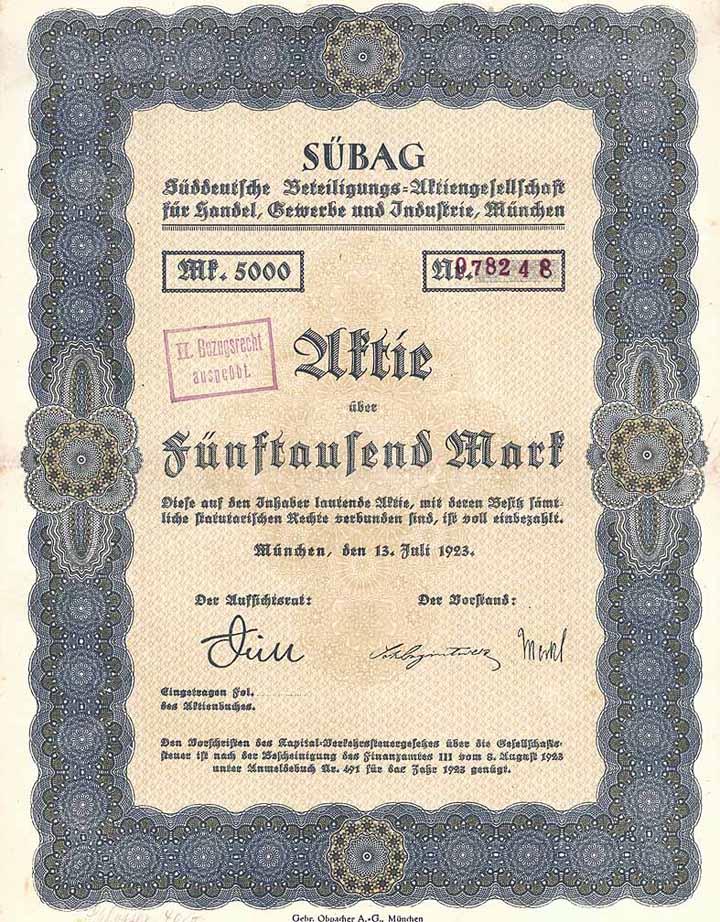 SÜBAG
Süddeutsche Beteiligungs-Aktiengesellschaft
für Handel, Gewerbe und Industrie, München
Mk. 5000
No. 978248
II. Bezugsrecht
ausgeübt.
Aktie
über
Fünftausend Mark
Diese auf den Inhaber lautende Aktie, mit deren Besitz sämt-
liche statutarischen Rechte verbunden sind, ist voll einbezahlt.
München, den 13. Juli 1923.
Der Aufsichtsrat: Der Vorstand:
Merkl
Eingetragen Fol. ............
des Aktienbuches.
Den Vorschriften des Kapital-Verkehrssteuergesetzes über die Gesellschafts-
steuer ist nach der Bescheinigung des Finanzamtes III vom 8. August 1923
unter Anmeldebuch Nr. 491 für das Jahr 1923 genügt.
Gebr. Obpacher A.-G., München